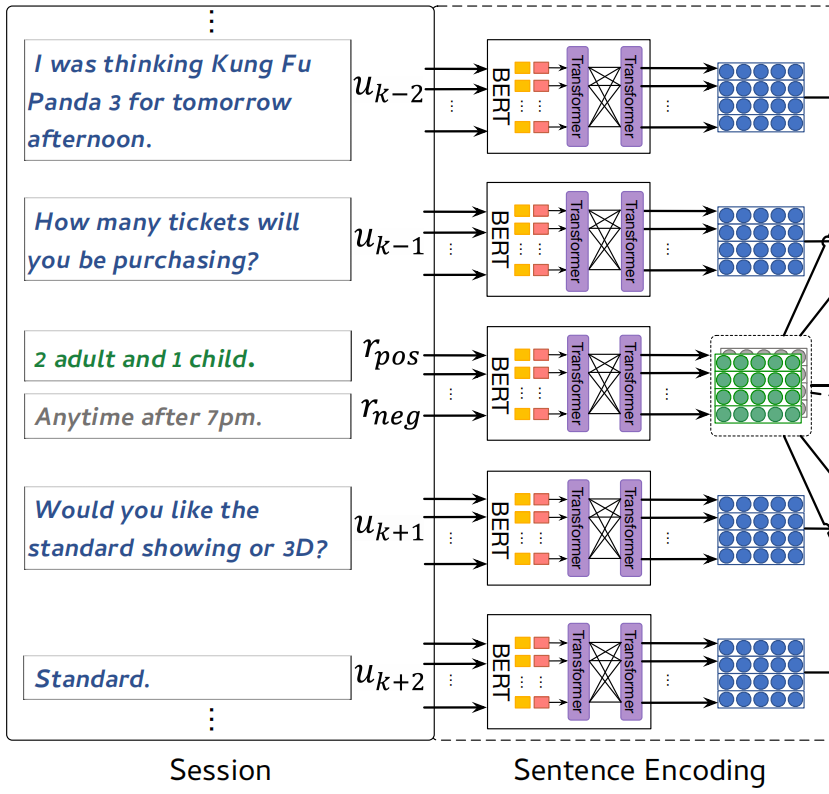 I was thinking Kung Fu
Panda 3 for tomorrow
afternoon.
u_{k-2}
BERT
Transformer
Transformer
How many tickets will
you be purchasing?
u_{k-1}
BERT
Transformer
Transformer
2 adult and 1 child.
r_{pos}
Anytime after 7pm.
r_{neg}
BERT
Transformer
Transformer
Would you like the
standard showing or 3D?
u_{k+1}
BERT
Transformer
Transformer
Standard.
u_{k+2}
BERT
Transformer
Transformer
Session
Sentence Encoding